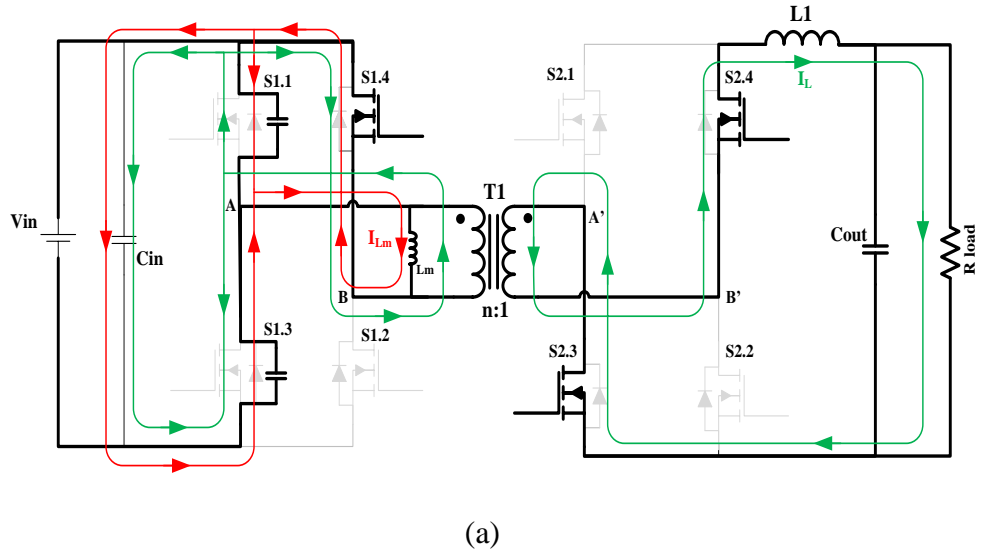 L1
S1.1
S1.4
S2.1
S2.4
I_L
T1
A
A'
Vin
Cin
I_Lm
Lm
Cout
R load
B
B'
n:1
S1.3
S1.2
S2.3
S2.2
(a)